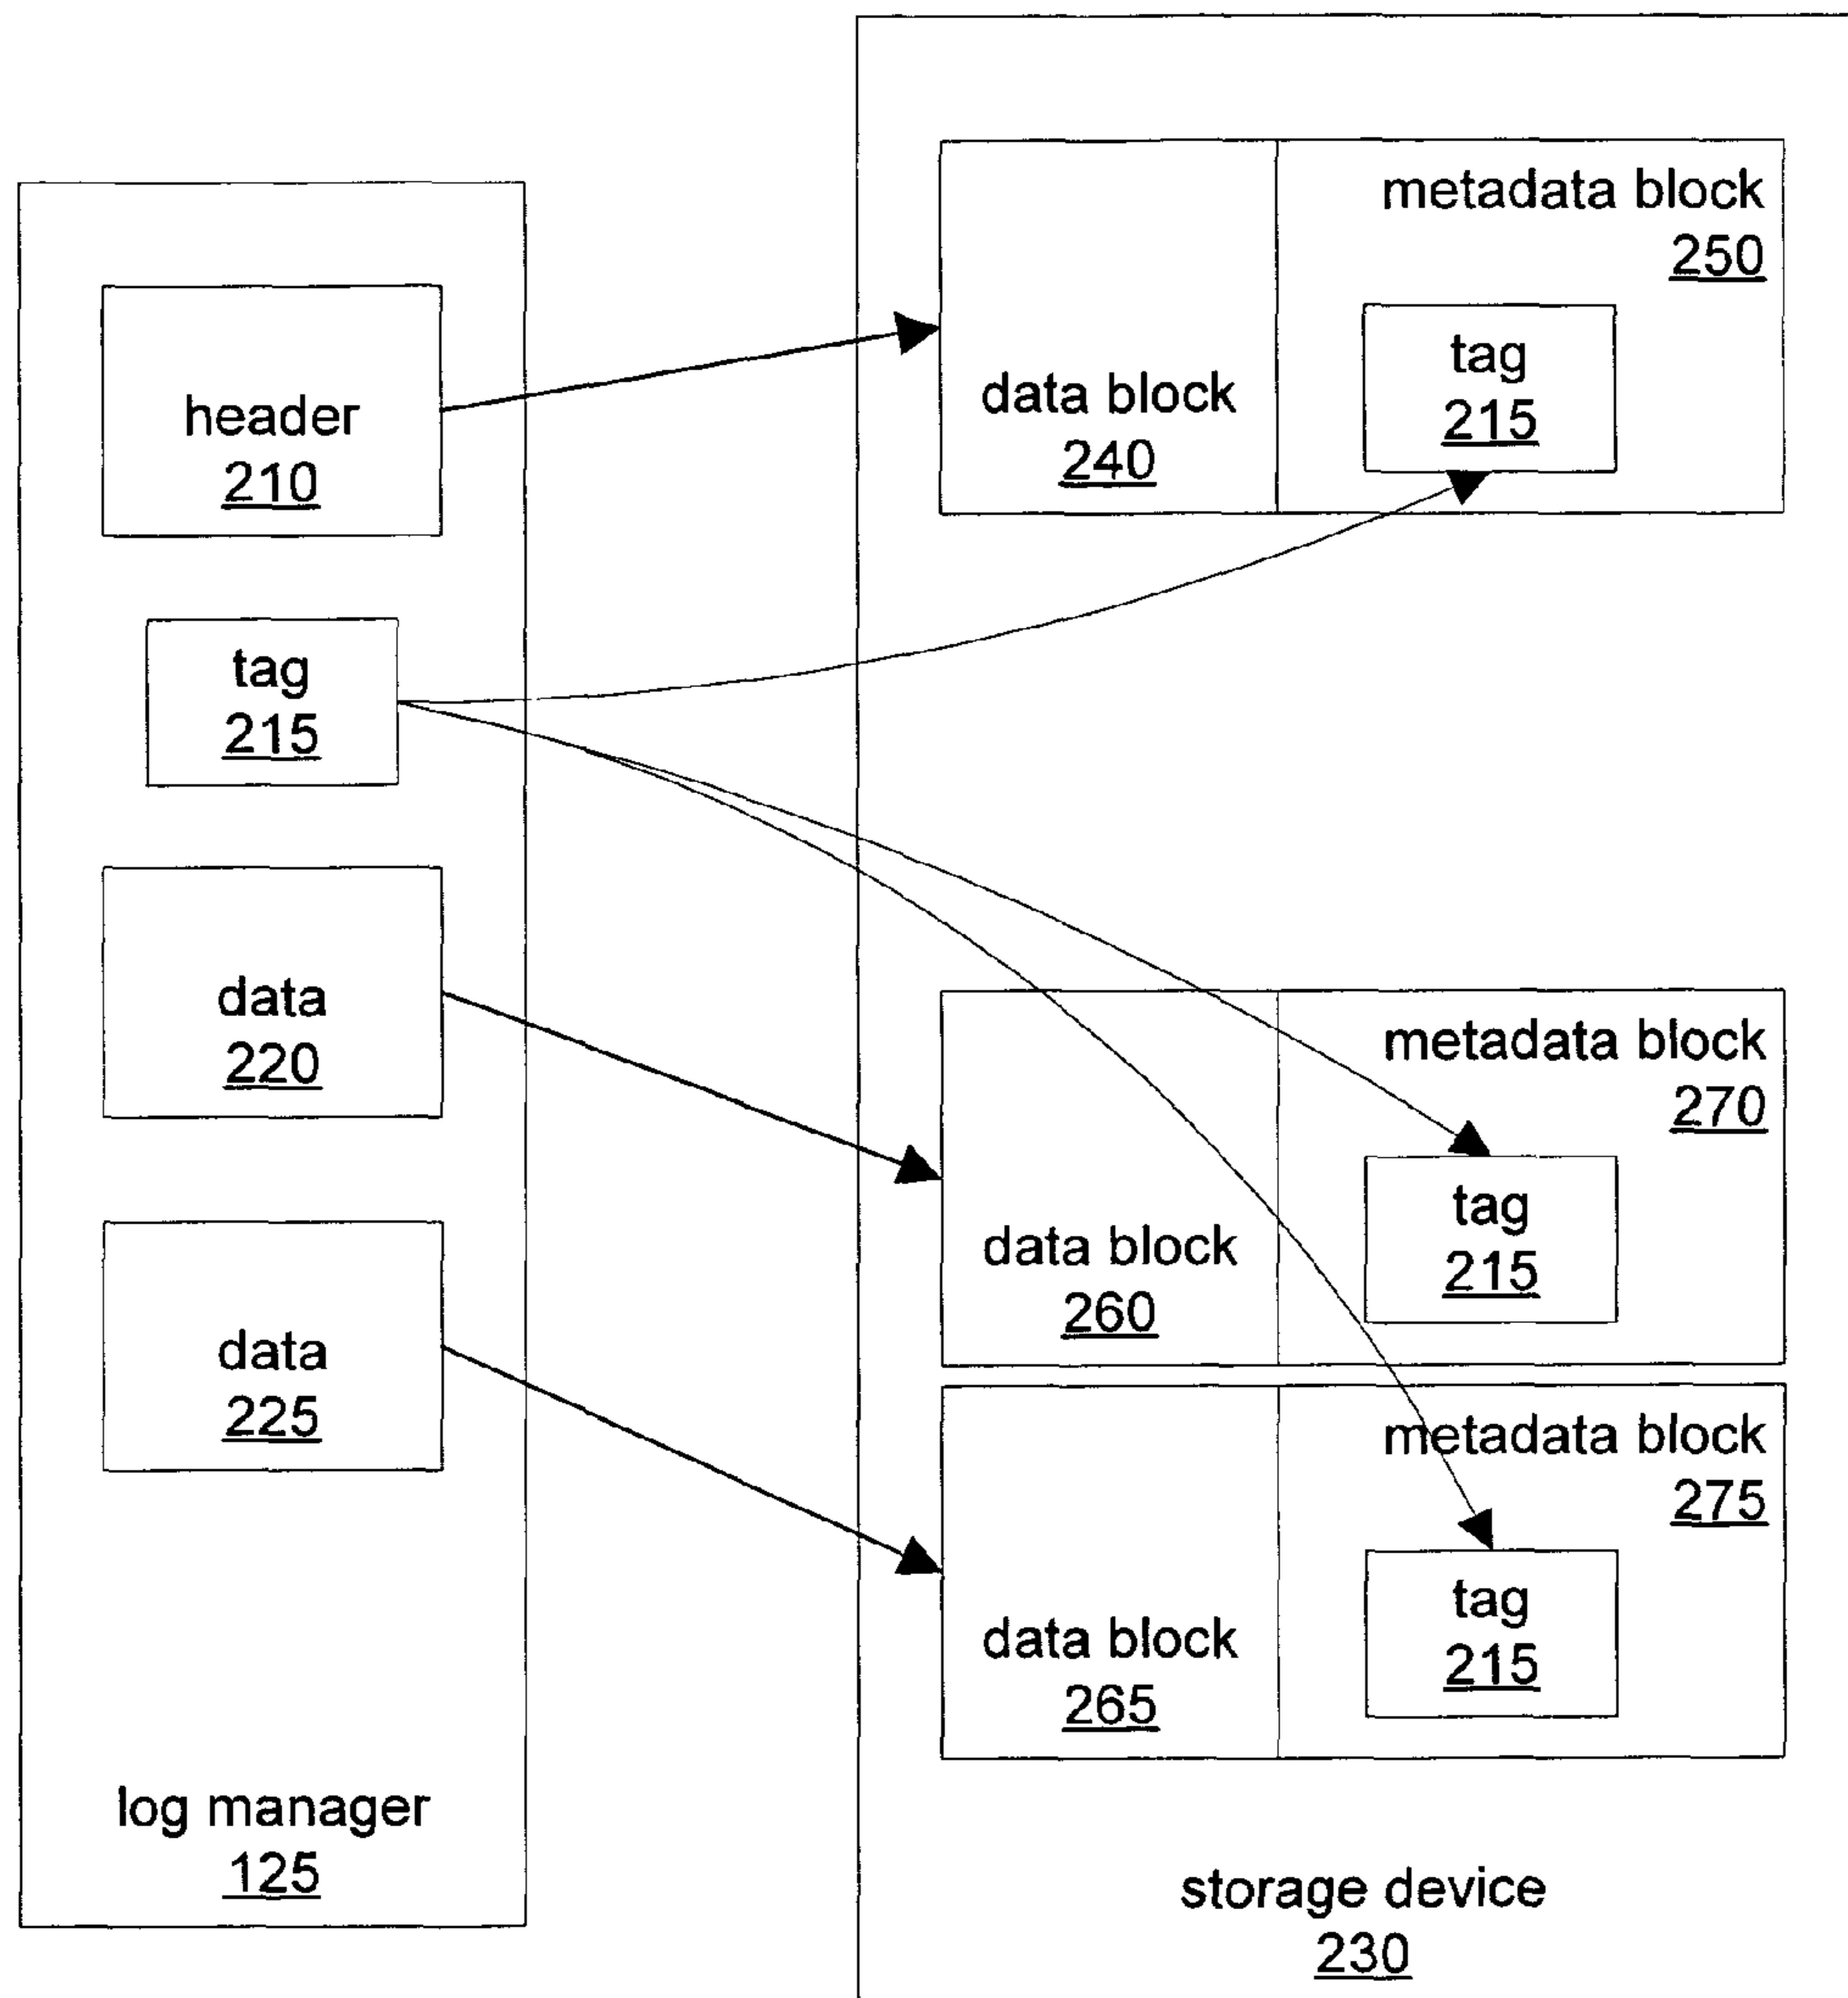 header
210
tag
215
data
220
data
225
log manager
125
metadata block
250
tag
215
data block
240
metadata block
270
tag
215
data block
260
metadata block
275
tag
215
data block
265
storage device
230